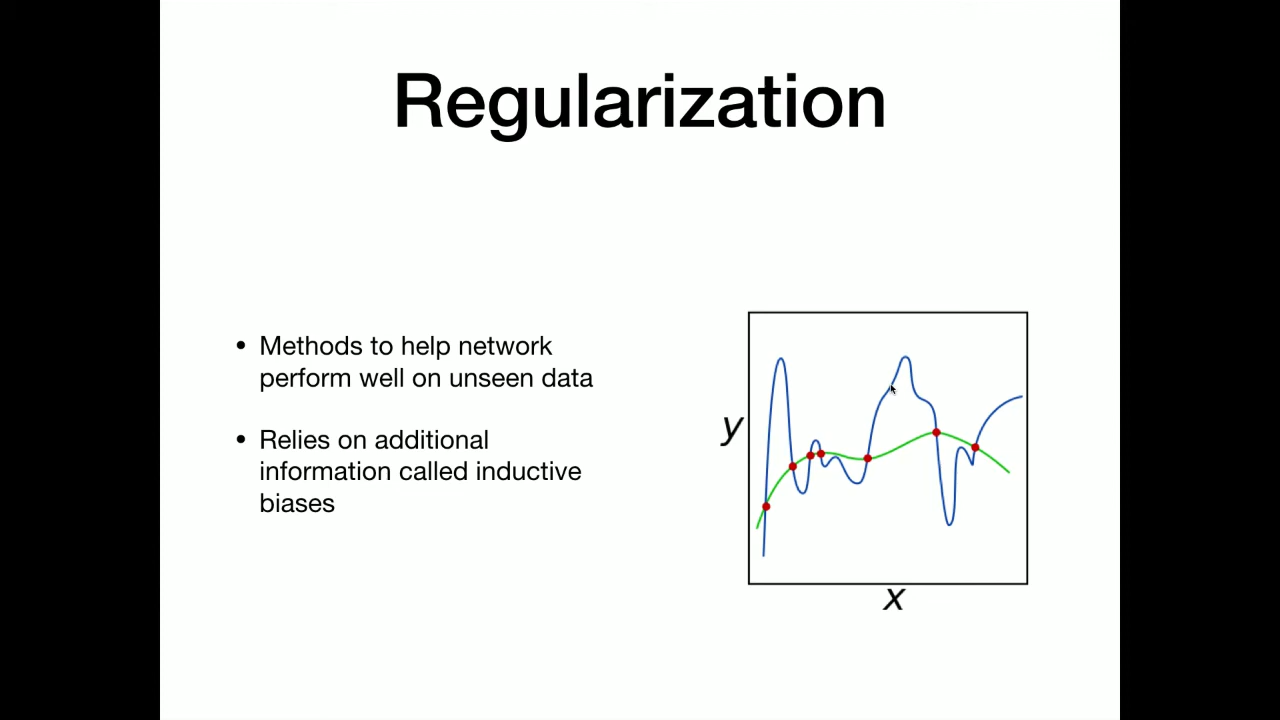 Regularization
• Methods to help network
perform well on unseen data
• Relies on additional
information called inductive
biases
y
x